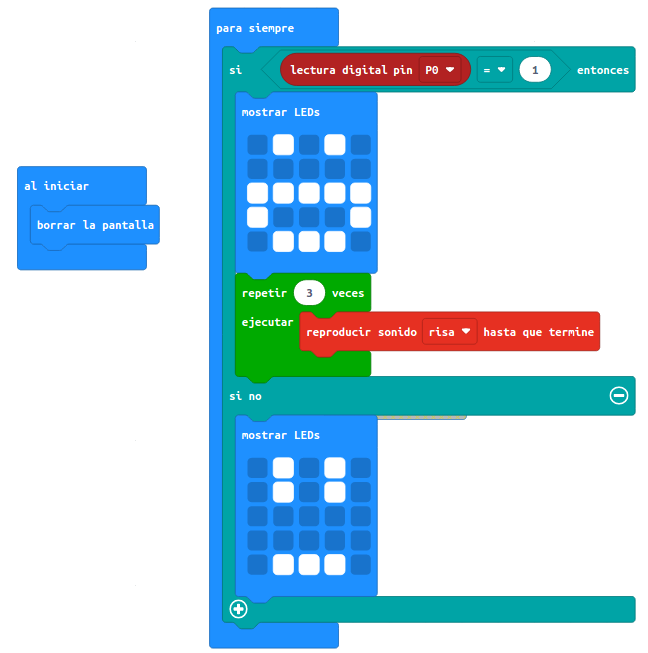 para siempre
si lectura digital pin P0 = 1 entonces
mostrar LEDs
al iniciar
borrar la pantalla
repetir 3 veces
ejecutar reproducir sonido risa hasta que termine
si no
mostrar LEDs